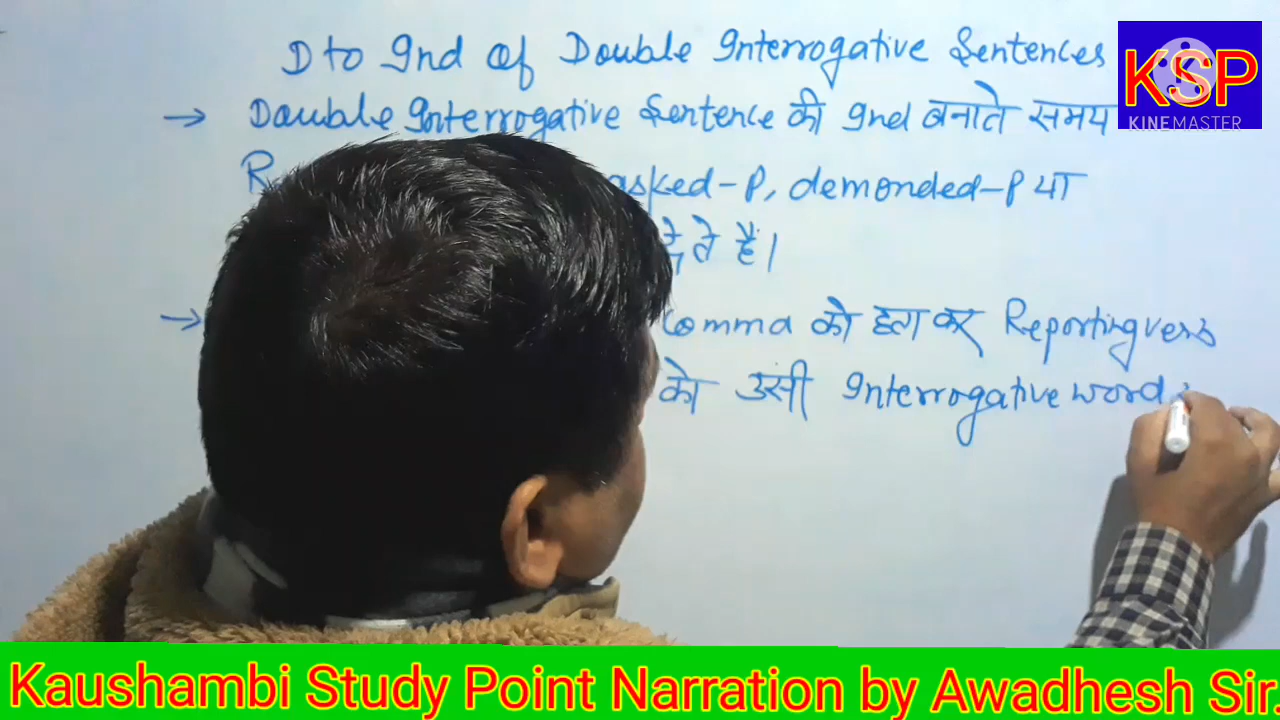 D to Ind of Double Interrogative Sentences
→ Double Interrogative Sentence की Ind बनाते समय
asked-P, demonded-P या
देते हैं।
→ Comma को हटा कर Reporting verb
को उसी Interrogative word
KSP
KINEMASTER
Kaushambi Study Point Narration by Awadhesh Sir.